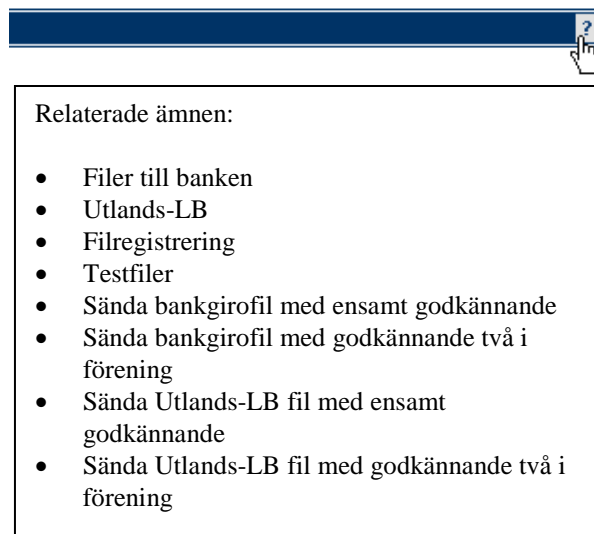 ?
Relaterade ämnen:
• Filer till banken
• Utlands-LB
• Filregistrering
• Testfiler
• Sända bankgirofil med ensamt godkännande
• Sända bankgirofil med godkännande två i
förening
• Sända Utlands-LB fil med ensamt
godkännande
• Sända Utlands-LB fil med godkännande två i
förening